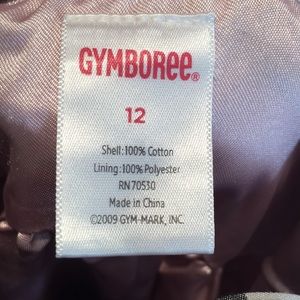 GYMBOREE®
12
Shell:100% Cotton
Lining:100% Polyester
RN70530
Made in China
©2009 GYM-MARK, INC.